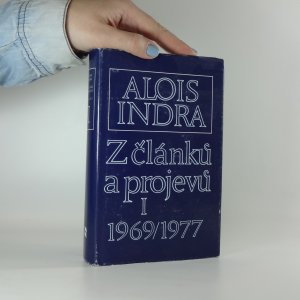 ALOIS
INDRA
Z článků
a projevů
I
1969/1977